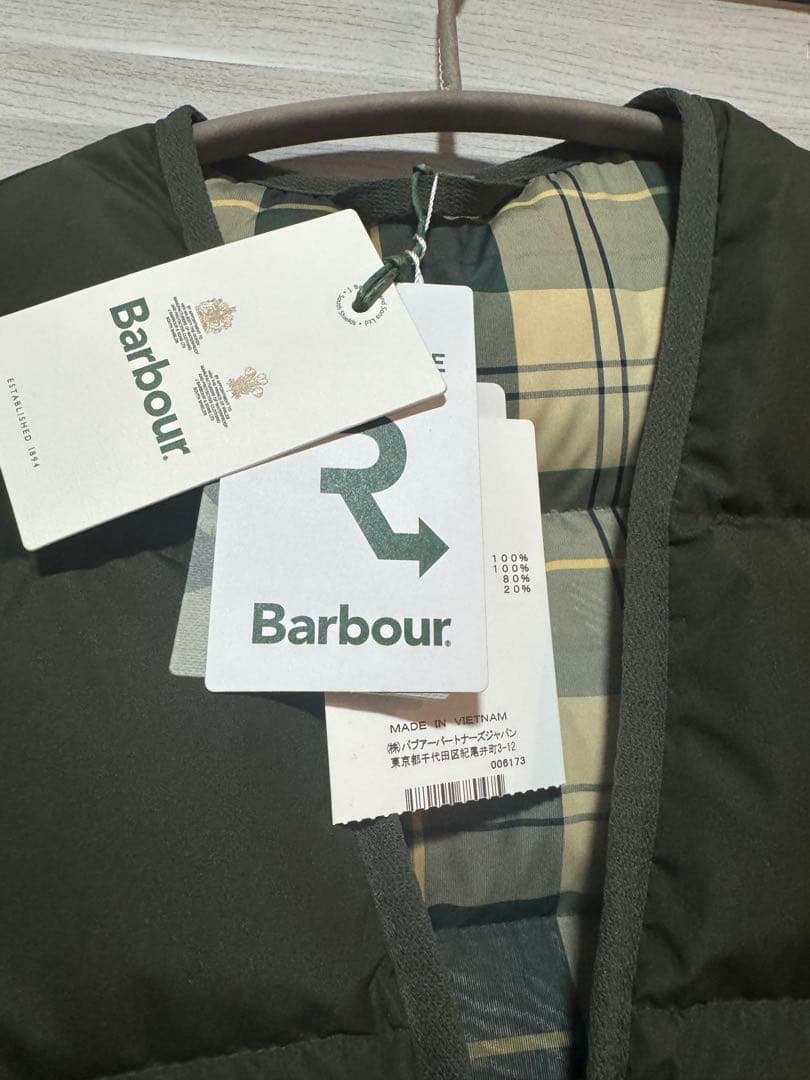 Barbour.
ESTABLISHED 1894
E
Barbour.
100%
100%
80%
20%
MADE IN VIETNAM
㈱バブアーパートナーズジャパン
東京都千代田区紀尾井町3-12
006173